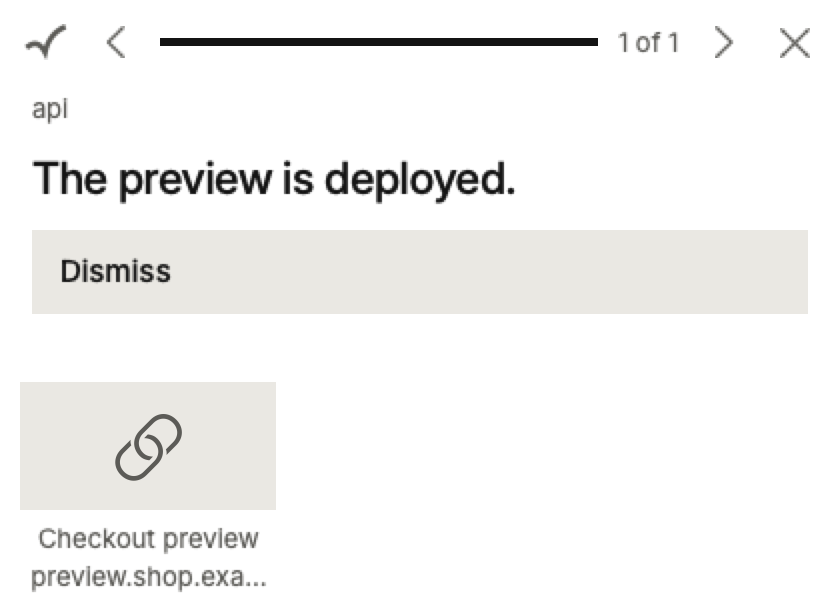 1 of 1
api
The preview is deployed.
Dismiss
Checkout preview
preview.shop.exa...